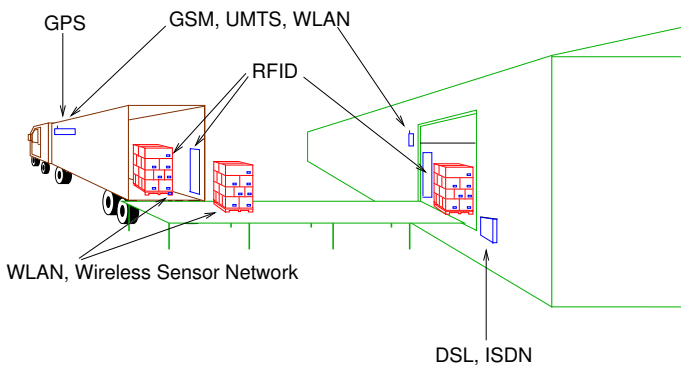 GPS
GSM, UMTS, WLAN
RFID
WLAN, Wireless Sensor Network
DSL, ISDN